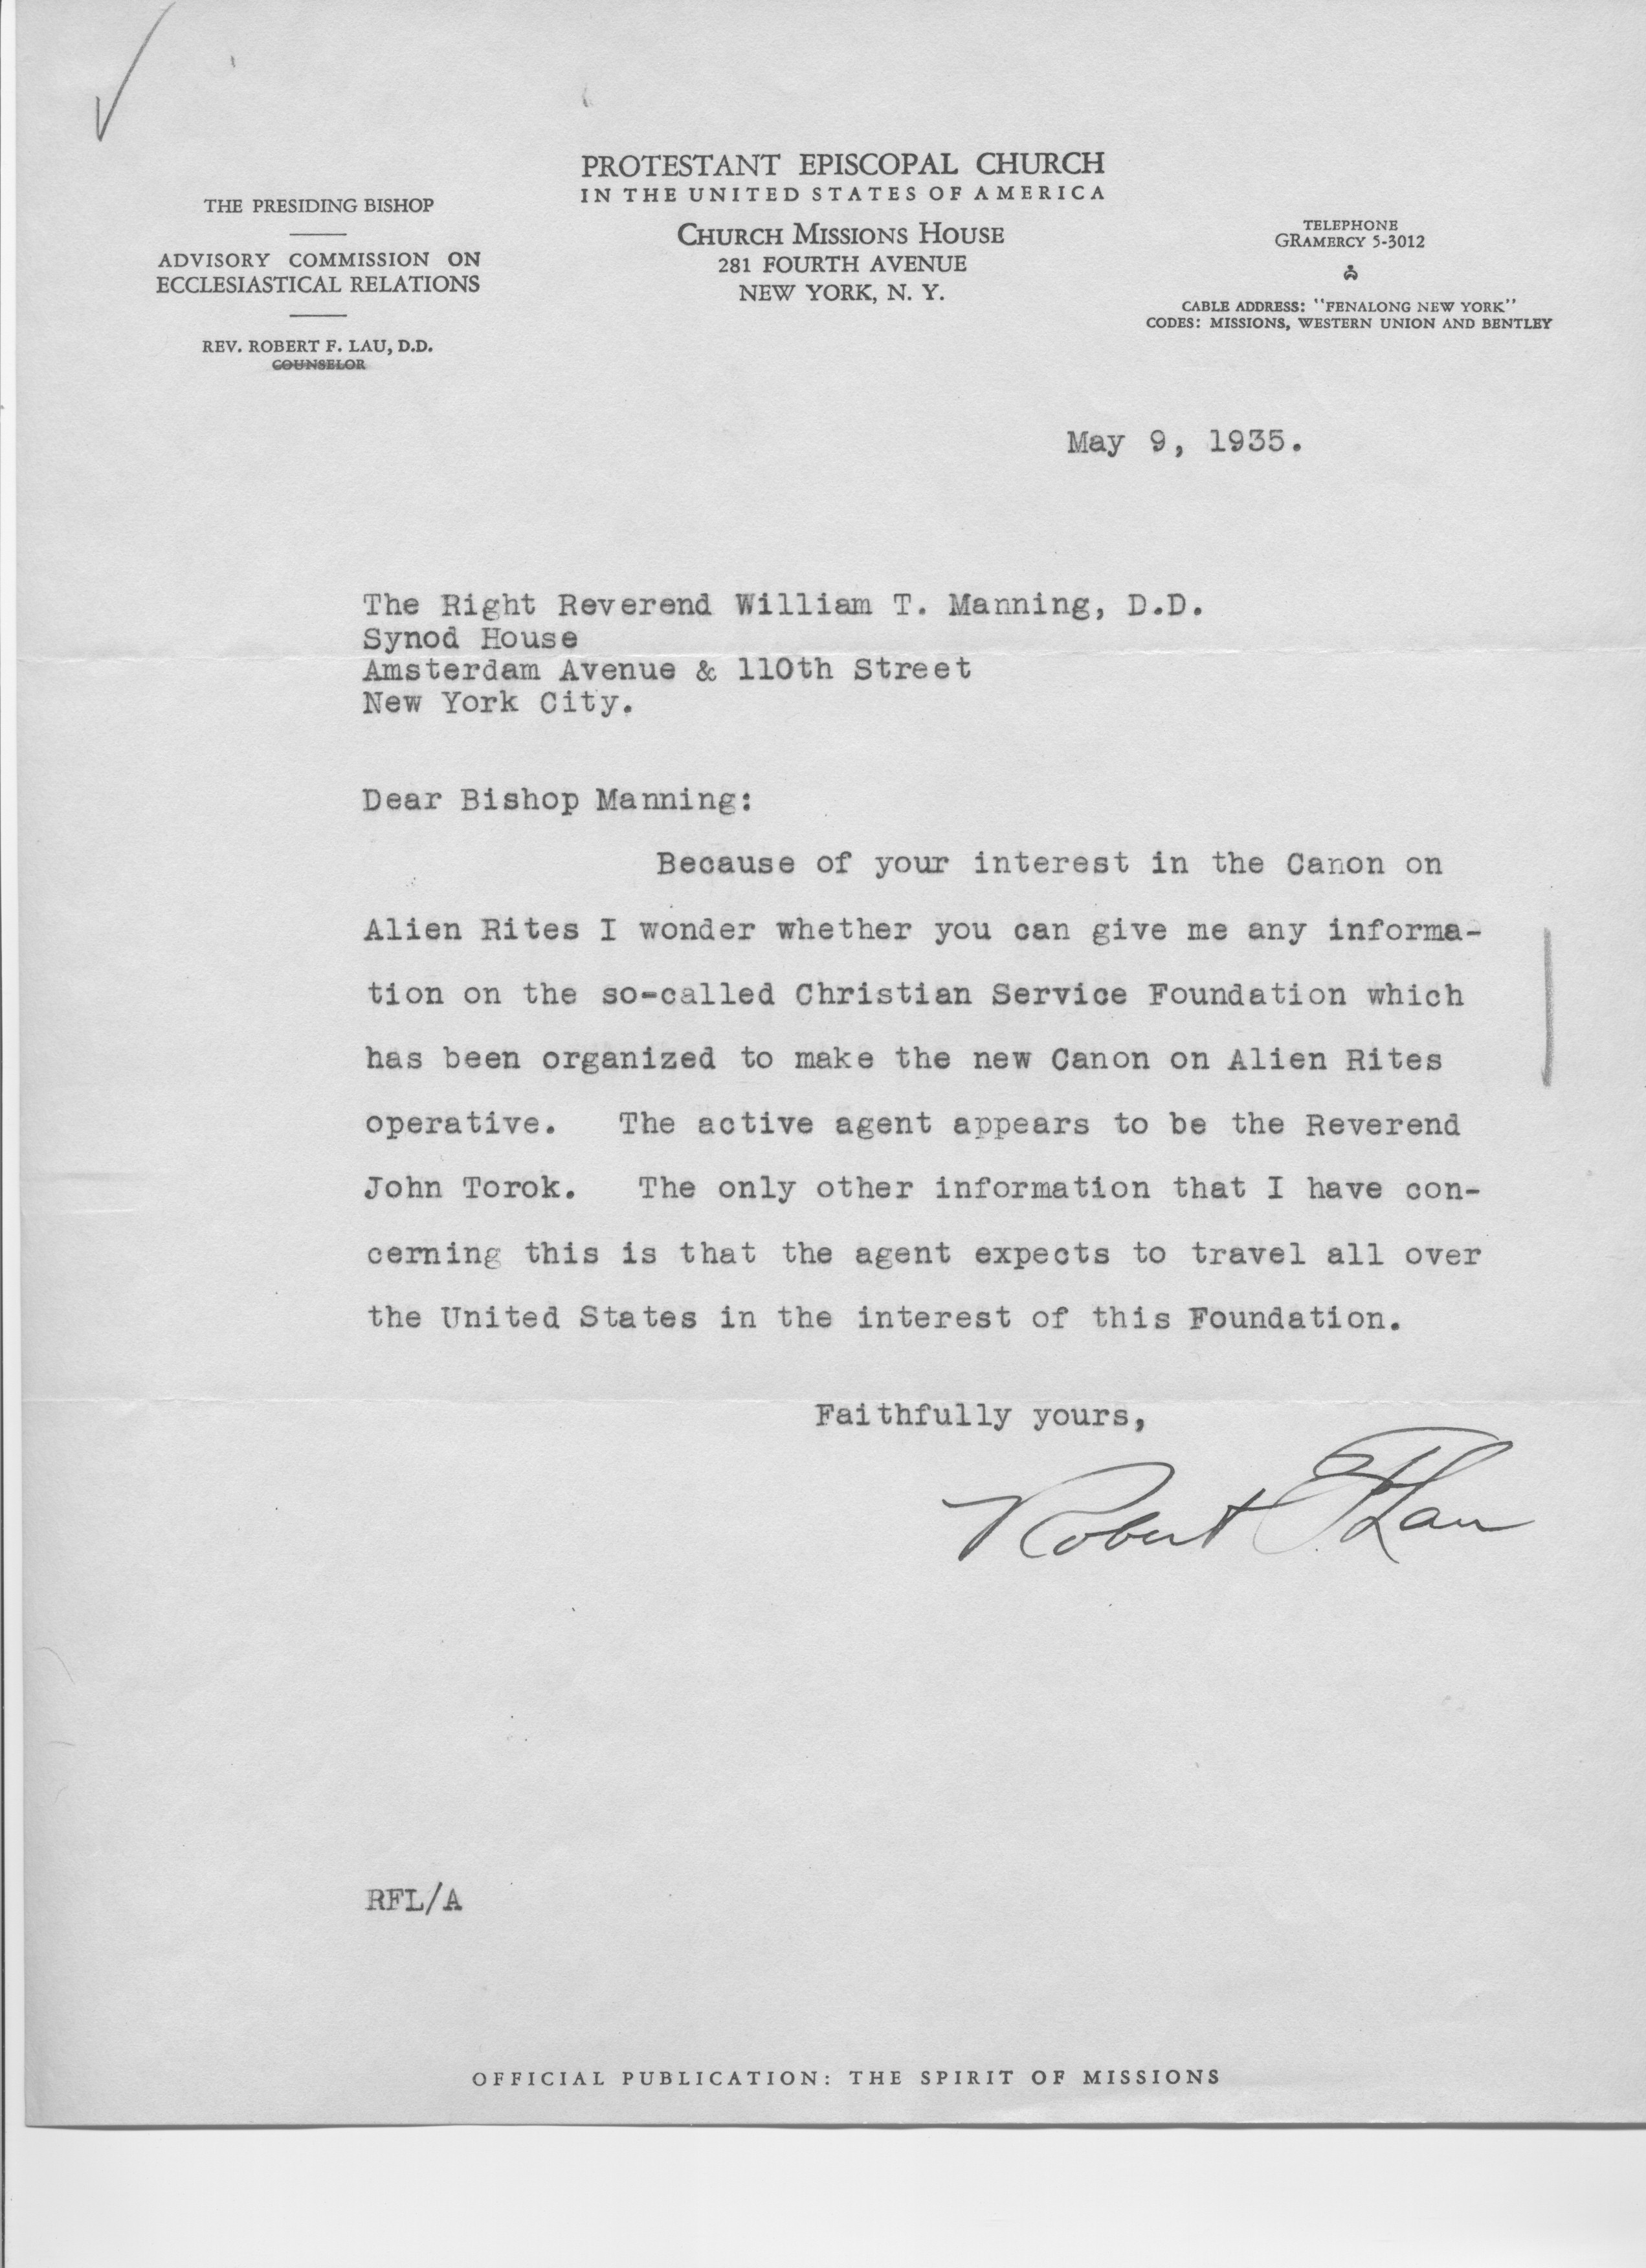 PROTESTANT EPISCOPAL CHURCH
IN THE UNITED STATES OF AMERICA
CHURCH MISSIONS HOUSE
281 FOURTH AVENUE
NEW YORK, N. Y.
THE PRESIDING BISHOP
ADVISORY COMMISSION ON
ECCLESIASTICAL RELATIONS
REV. ROBERT F. LAU, D.D.
COUNSELOR
TELEPHONE
GRAMERCY 5-3012
CABLE ADDRESS: "FENALONG NEW YORK"
CODES: MISSIONS, WESTERN UNION AND BENTLEY
May 9, 1935.
The Right Reverend William T. Manning, D.D.
Synod House
Amsterdam Avenue & 110th Street
New York City.
Dear Bishop Manning:
Because of your interest in the Canon on
Alien Rites I wonder whether you can give me any informa-
tion on the so-called Christian Service Foundation which
has been organized to make the new Canon on Alien Rites
operative. The active agent appears to be the Reverend
John Torok. The only other information that I have con-
cerning this is that the agent expects to travel all over
the United States in the interest of this Foundation.
Faithfully yours,
Robert F. Lau
RFL/A
OFFICIAL PUBLICATION: THE SPIRIT OF MISSIONS